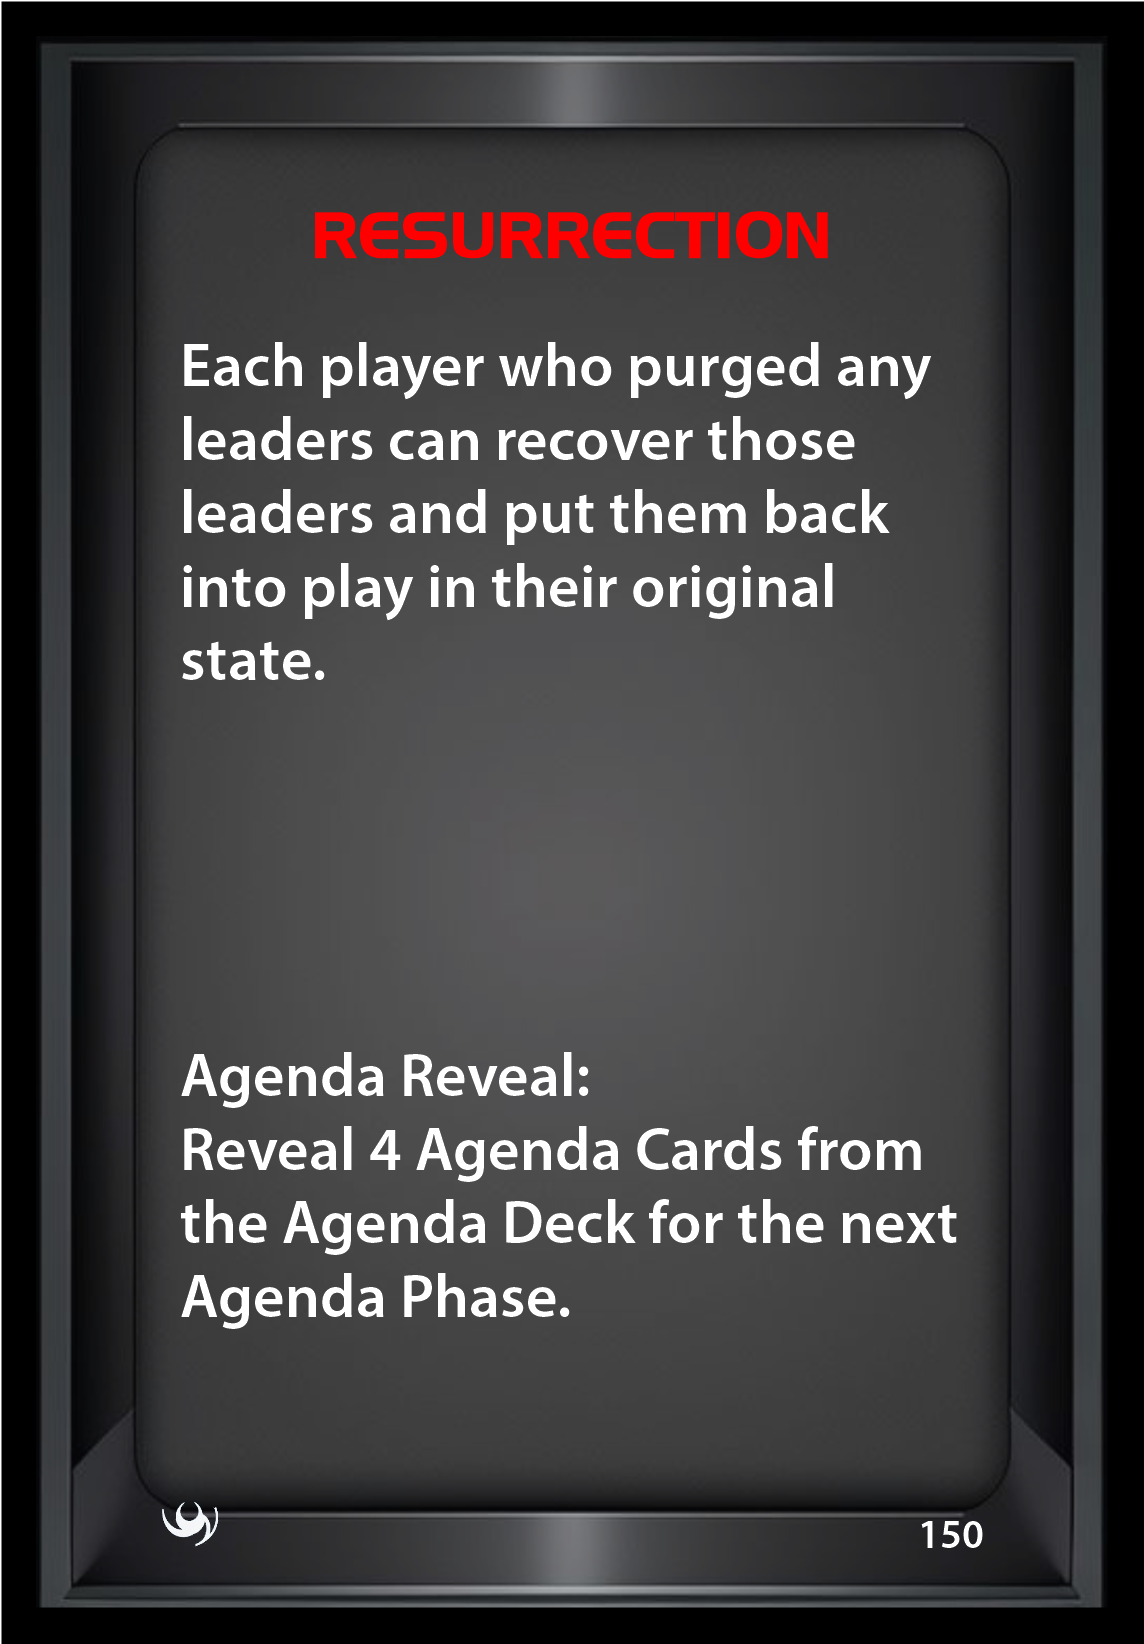 RESURRECTION
Each player who purged any
leaders can recover those
leaders and put them back
into play in their original
state.
Agenda Reveal:
Reveal 4 Agenda Cards from
the Agenda Deck for the next
Agenda Phase.
150